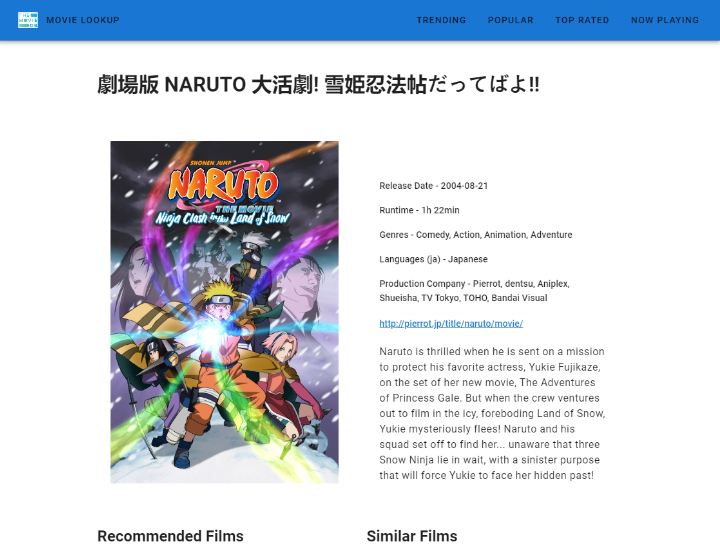 THE
MOVIE
DB
MOVIE LOOKUP
TRENDING
POPULAR
TOP RATED
NOW PLAYING
劇場版 NARUTO 大活劇! 雪姫忍法帖だってばよ!!
SHONEN JUMP™
NARUTO
THE MOVIE
Ninja Clash in the Land of Snow
Release Date - 2004-08-21
Runtime - 1h 22min
Genres - Comedy, Action, Animation, Adventure
Languages (ja) - Japanese
Production Company - Pierrot, dentsu, Aniplex,
Shueisha, TV Tokyo, TOHO, Bandai Visual
http://pierrot.jp/title/naruto/movie/
Naruto is thrilled when he is sent on a mission
to protect his favorite actress, Yukie Fujikaze,
on the set of her new movie, The Adventures
of Princess Gale. But when the crew ventures
out to film in the icy, foreboding Land of Snow,
Yukie mysteriously flees! Naruto and his
squad set off to find her... unaware that three
Snow Ninja lie in wait, with a sinister purpose
that will force Yukie to face her hidden past!
Recommended Films
Similar Films